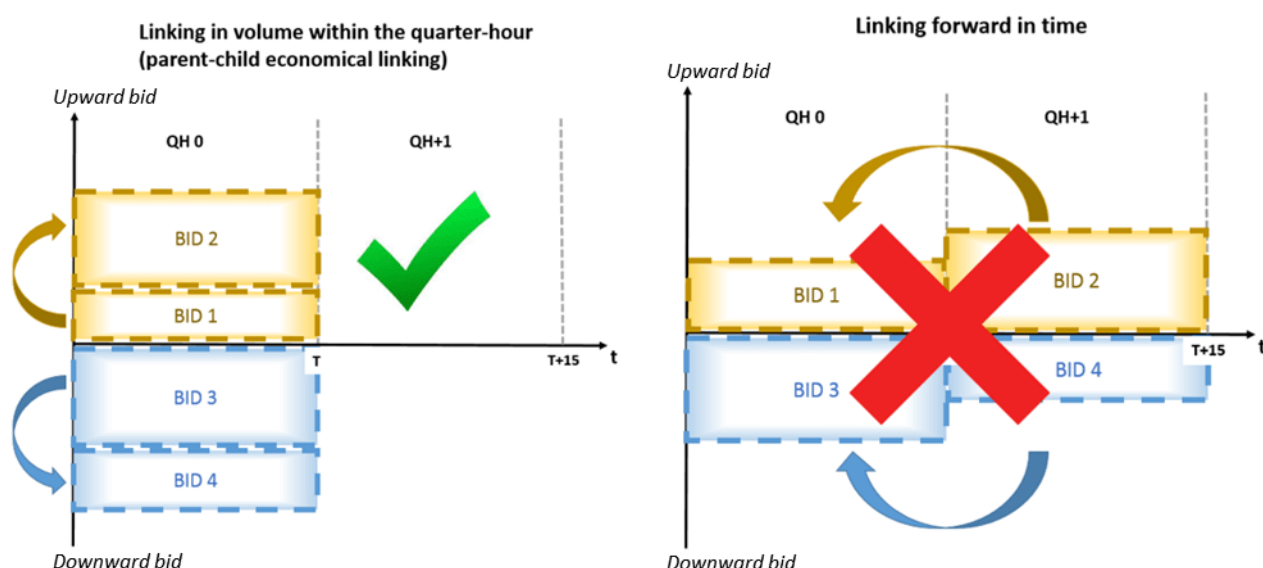 Linking in volume within the quarter-hour
(parent-child economical linking)
Upward bid
QH 0
QH+1
BID 2
BID 1
T
T+15
t
BID 3
BID 4
Downward bid
Linking forward in time
Upward bid
QH 0
QH+1
BID 1
BID 2
T+15
t
BID 3
BID 4
Downward bid